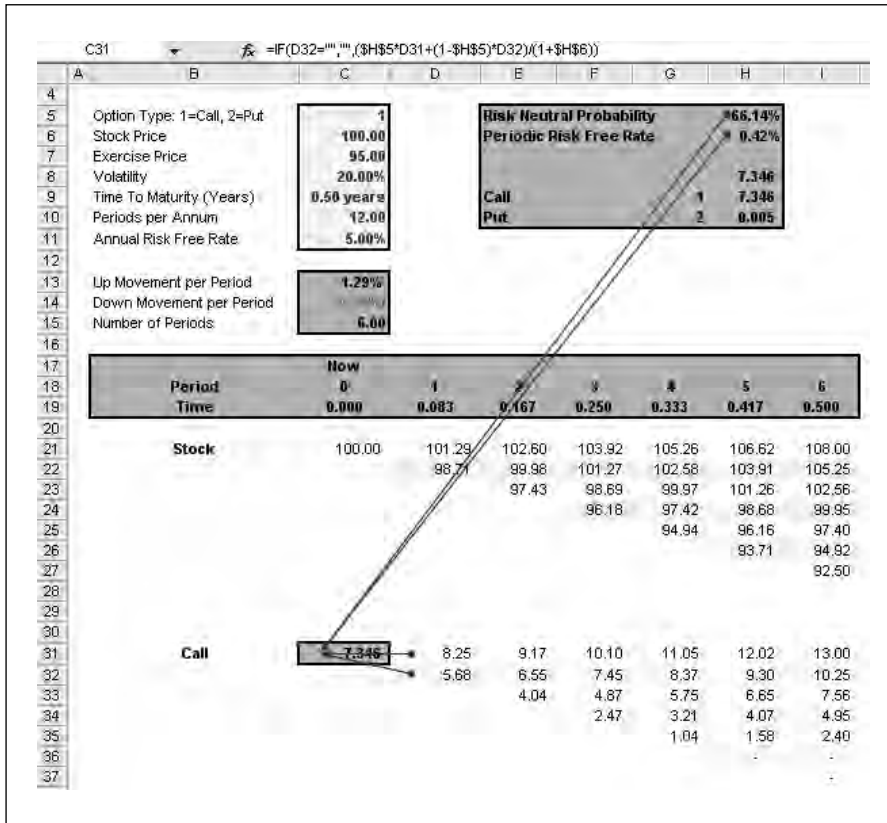 C31 fx =IF(D32="","",($H$5*D31+(1-$H$5)*D32)/(1+$H$6))
A B C D E F G H I
4
5 Option Type: 1=Call, 2=Put 1 Risk Neutral Probability 66.14%
6 Stock Price 100.00 Periodic Risk Free Rate 0.42%
7 Exercise Price 95.00
8 Volatility 20.00% 7.346
9 Time To Maturity (Years) 0.50 years Call 1 7.346
10 Periods per Annum 12.00 Put 2 0.005
11 Annual Risk Free Rate 5.00%
12
13 Up Movement per Period 1.29%
14 Down Movement per Period
15 Number of Periods 6.00
16
17 Now
18 Period 0 1 2 3 4 5 6
19 Time 0.000 0.083 0.167 0.250 0.333 0.417 0.500
20
21 Stock 100.00 101.29 102.60 103.92 105.26 106.62 108.00
22 98.71 99.98 101.27 102.58 103.91 105.25
23 97.43 98.69 99.97 101.26 102.56
24 96.18 97.42 98.68 99.95
25 94.94 96.16 97.40
26 93.71 94.92
27 92.50
28
29
30
31 Call 7.346 8.25 9.17 10.10 11.05 12.02 13.00
32 5.68 6.55 7.45 8.37 9.30 10.25
33 4.04 4.87 5.75 6.65 7.56
34 2.47 3.21 4.07 4.95
35 1.04 1.58 2.40
36 - -
37 -